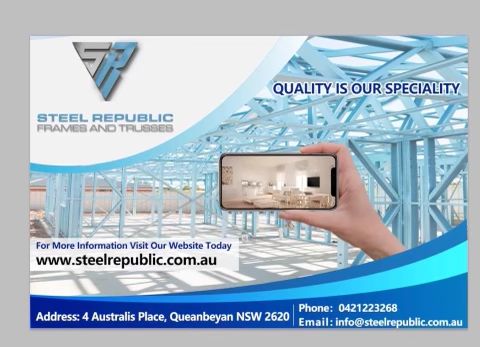 SR
STEEL REPUBLIC
FRAMES AND TRUSSES
QUALITY IS OUR SPECIALITY
For More Information Visit Our Website Today
www.steelrepublic.com.au
Address: 4 Australis Place, Queanbeyan NSW 2620
Phone: 0421223268
Email: info@steelrepublic.com.au